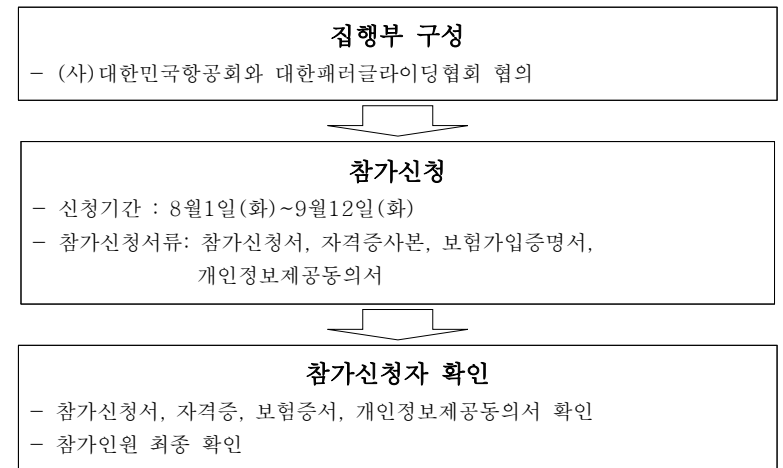 집행부 구성
- (사)대한민국항공회와 대한패러글라이딩협회 협의
참가신청
- 신청기간 : 8월1일(화)~9월12일(화)
- 참가신청서류: 참가신청서, 자격증사본, 보험가입증명서,
개인정보제공동의서
참가신청자 확인
- 참가신청서, 자격증, 보험증서, 개인정보제공동의서 확인
- 참가인원 최종 확인